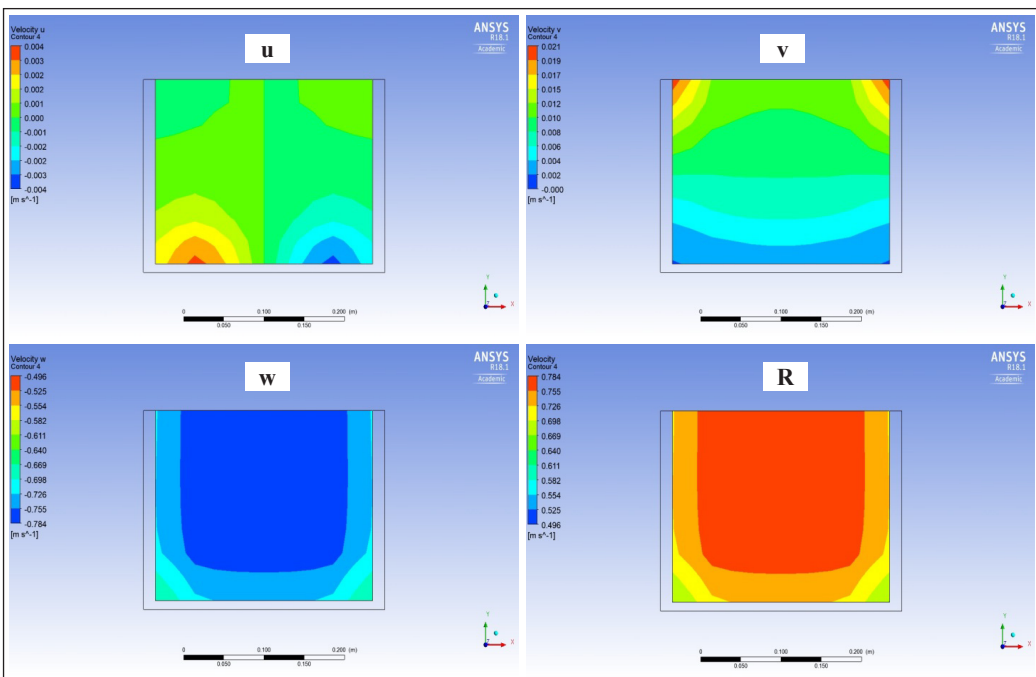 Velocity u
Contour 4
0.004
0.003
0.002
0.002
0.001
0.000
-0.001
-0.002
-0.002
-0.003
-0.004
[m s^-1]
u
ANSYS
R18.1
Academic
Y
X
Z
0 0.100 0.200 (m)
0.050 0.150
Velocity v
Contour 4
0.021
0.019
0.017
0.015
0.012
0.010
0.008
0.006
0.004
0.002
-0.000
[m s^-1]
v
ANSYS
R18.1
Academic
Y
X
Z
0 0.100 0.200 (m)
0.050 0.150
Velocity w
Contour 4
-0.496
-0.525
-0.554
-0.582
-0.611
-0.640
-0.669
-0.698
-0.726
-0.755
-0.784
[m s^-1]
w
ANSYS
R18.1
Academic
Y
X
Z
0 0.100 0.200 (m)
0.050 0.150
Velocity
Contour 4
0.784
0.755
0.726
0.698
0.669
0.640
0.611
0.582
0.554
0.525
0.496
[m s^-1]
R
ANSYS
R18.1
Academic
Y
X
Z
0 0.100 0.200 (m)
0.050 0.150